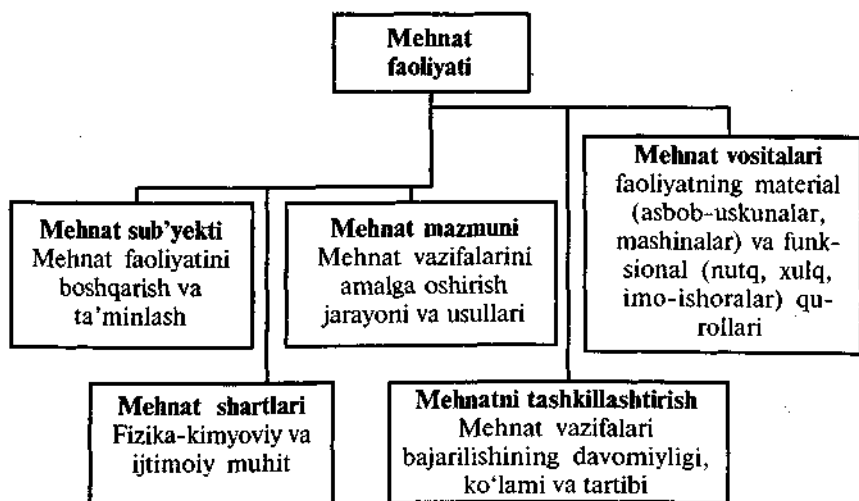 Mehnat
faoliyati
Mehnat vositalari
faoliyatning material
(asbob-uskunalar,
mashinalar) va funk-
sional (nutq, xulq,
imo-ishoralar) qu-
rollari
Mehnat sub’yekti
Mehnat faoliyatini
boshqarish va
ta’minlash
Mehnat mazmuni
Mehnat vazifalarini
amalga oshirish
jarayoni va usullari
Mehnat shartlari
Fizika-kimyoviy va
ijtimoiy muhit
Mehnatni tashkillashtirish
Mehnat vazifalari
bajarilishining davomiyligi,
ko‘lami va tartibi